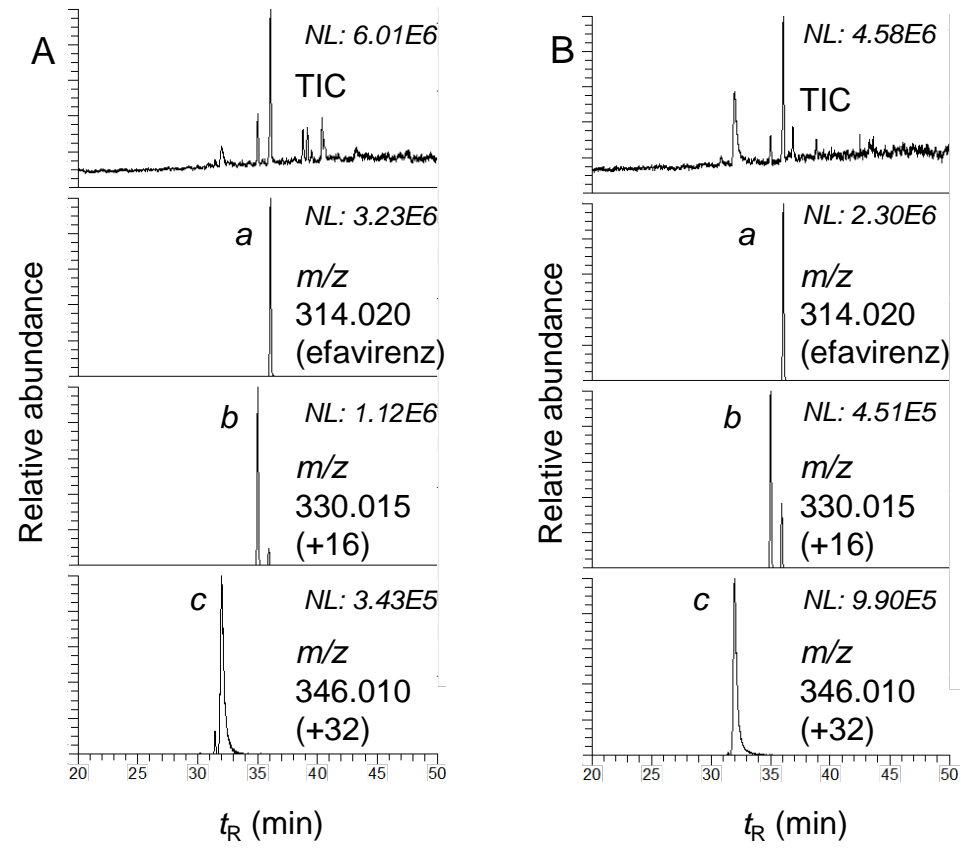 A
NL: 6.01E6
TIC
NL: 3.23E6
a
m/z
314.020
(efavirenz)
NL: 1.12E6
b
m/z
330.015
(+16)
c
NL: 3.43E5
m/z
346.010
(+32)
20 25 30 35 40 45 50
tR (min)
Relative abundance
B
NL: 4.58E6
TIC
NL: 2.30E6
a
m/z
314.020
(efavirenz)
NL: 4.51E5
b
m/z
330.015
(+16)
c
NL: 9.90E5
m/z
346.010
(+32)
20 25 30 35 40 45 50
tR (min)
Relative abundance